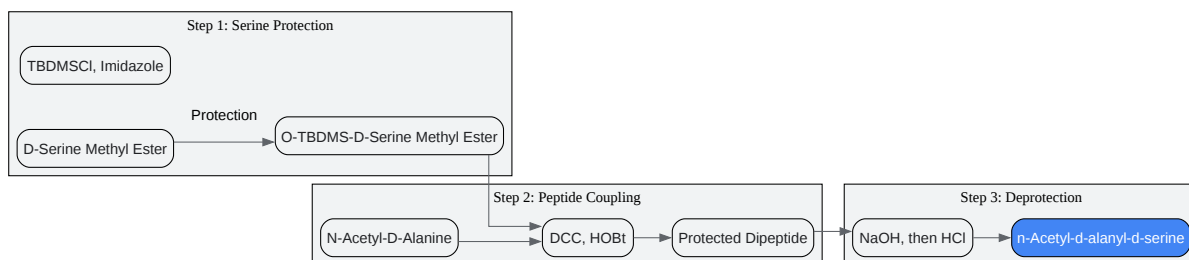 Step 1: Serine Protection
TBDMSCl, Imidazole
Protection
D-Serine Methyl Ester
O-TBDMS-D-Serine Methyl Ester
Step 2: Peptide Coupling
N-Acetyl-D-Alanine
DCC, HOBt
Protected Dipeptide
Step 3: Deprotection
NaOH, then HCl
n-Acetyl-d-alanyl-d-serine